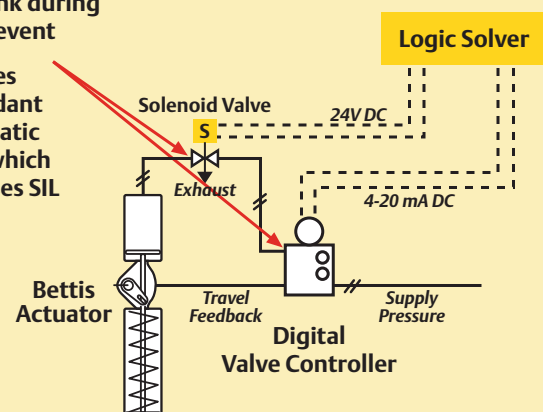 nk during
event
es
dant
atic
which
es SIL
Logic Solver
Solenoid Valve
24V DC
S
Exhaust
4-20 mA DC
Bettis
Actuator
Travel
Feedback
Supply
Pressure
Digital
Valve Controller